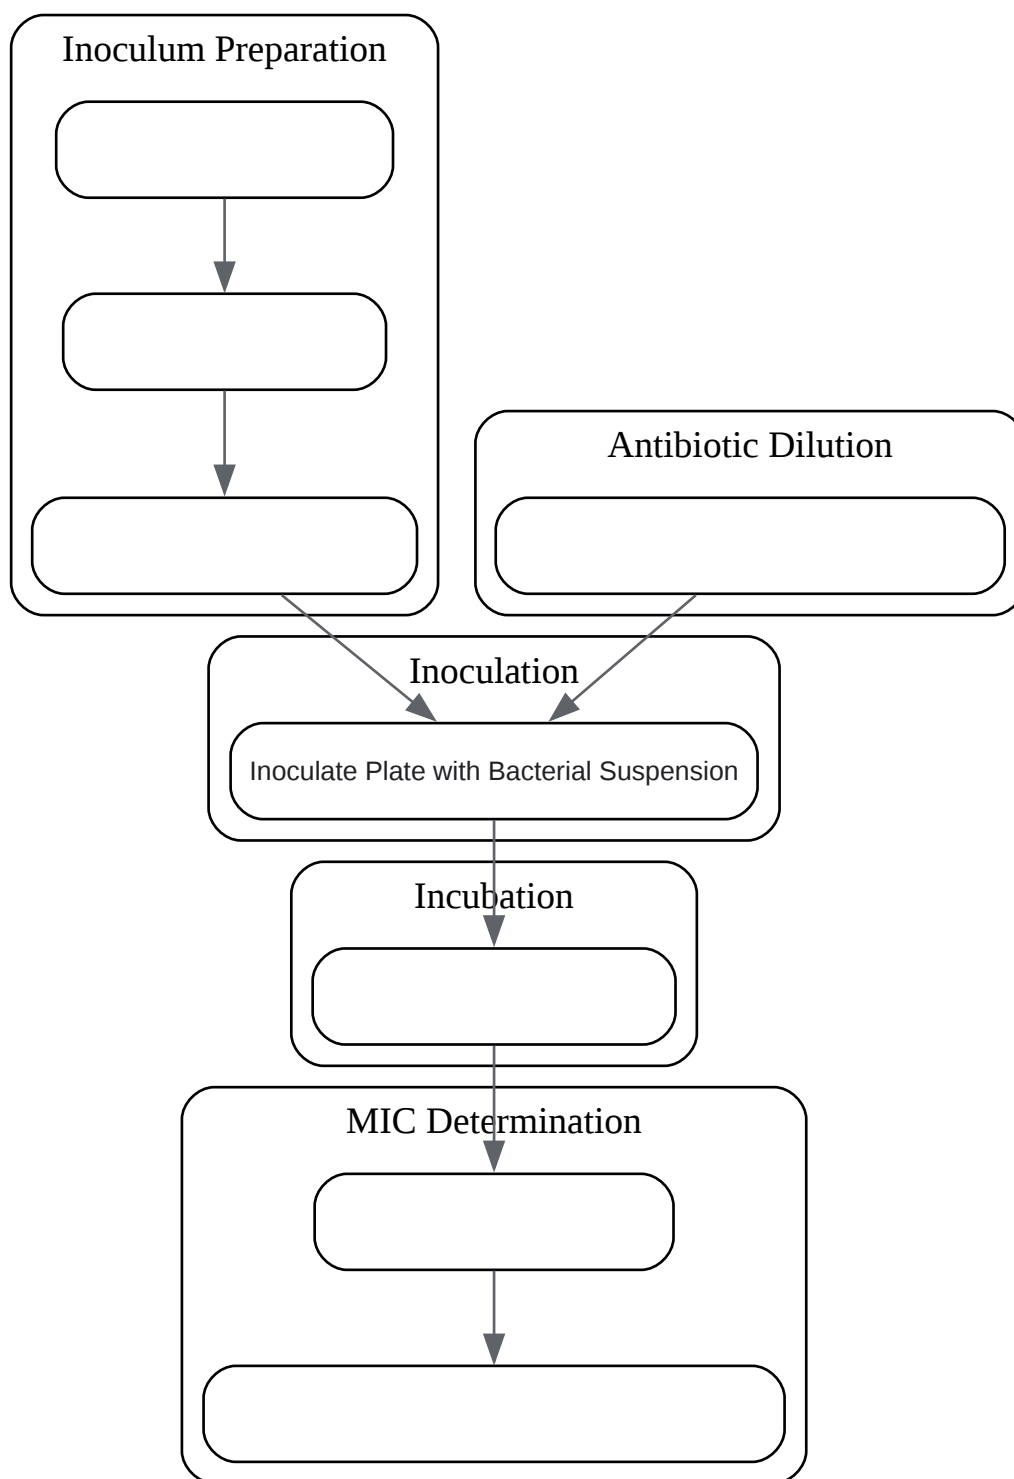 Inoculum Preparation
Antibiotic Dilution
Inoculation
Inoculate Plate with Bacterial Suspension
Incubation
MIC Determination